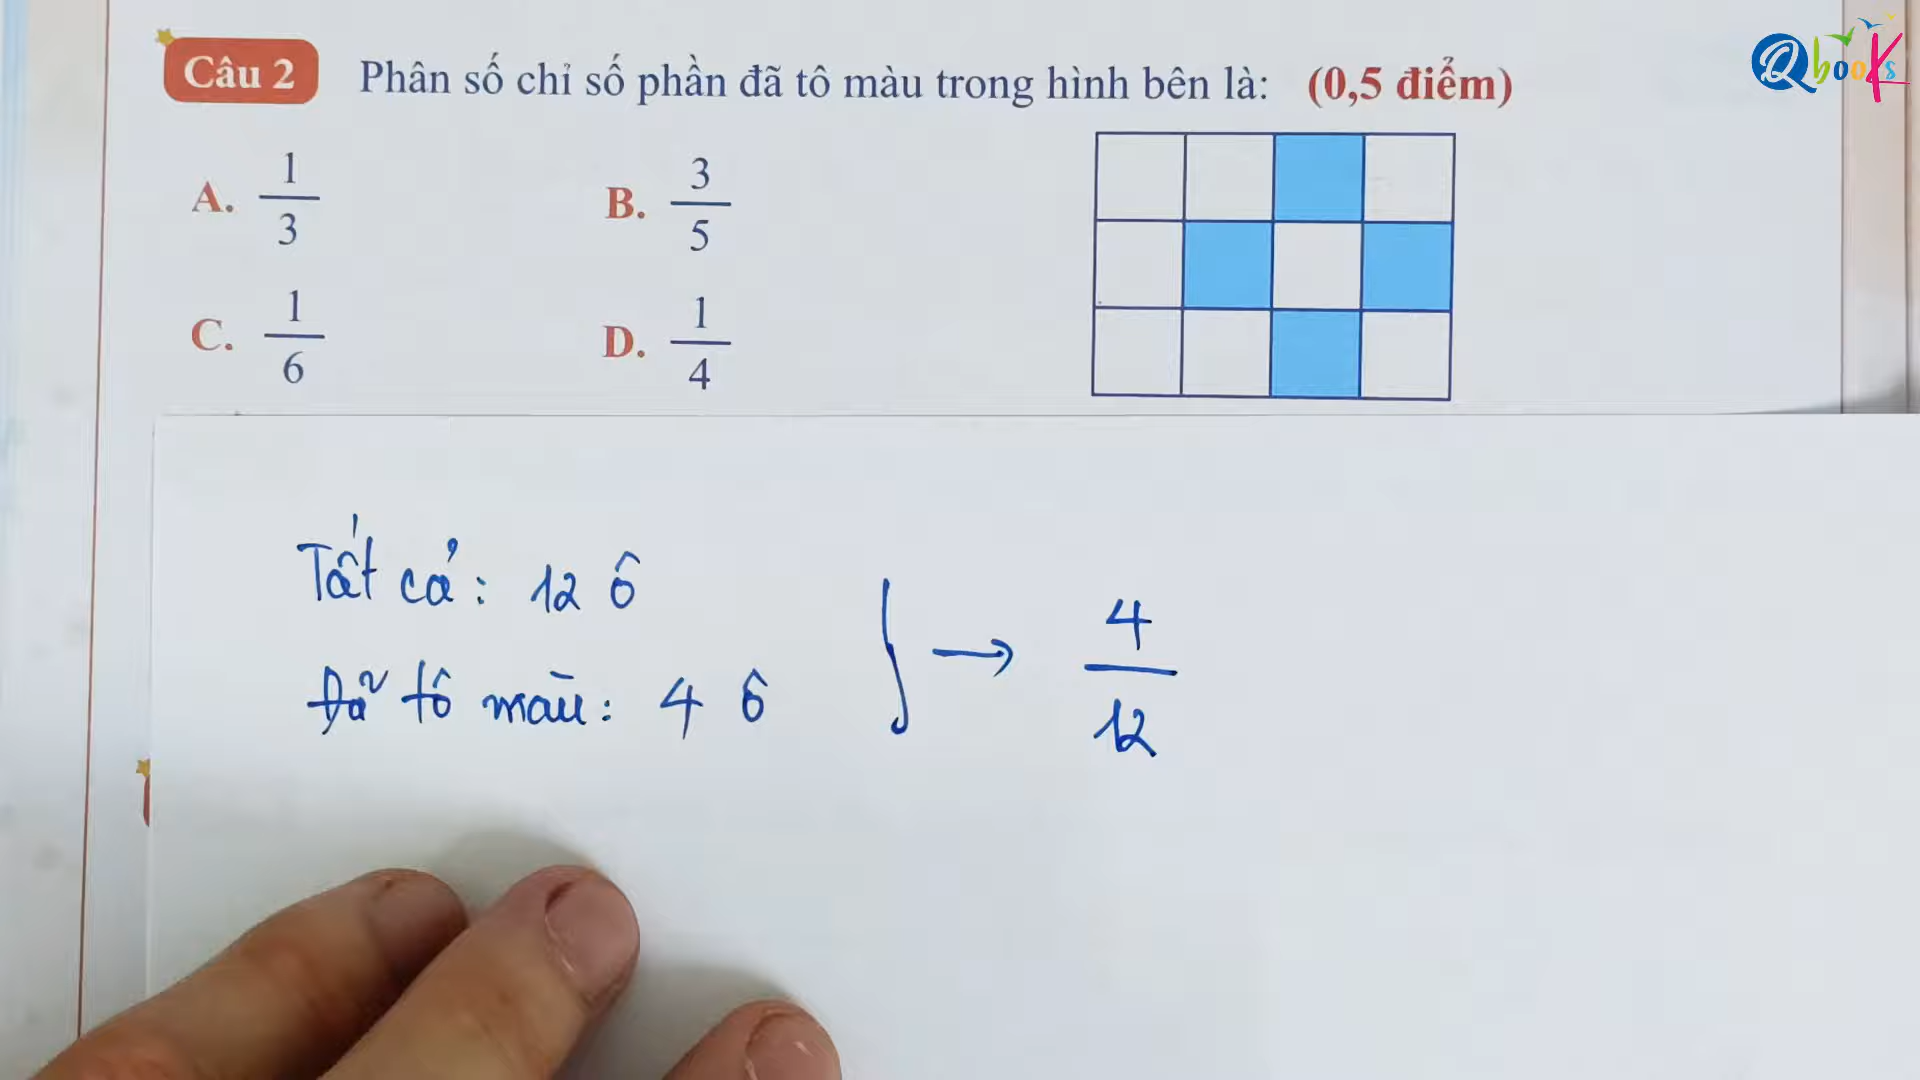 Câu 2 Phân số chỉ số phần đã tô màu trong hình bên là: (0,5 điểm)
A. 1/3
B. 3/5
C. 1/6
D. 1/4
Tất cả: 12 ô
Đã tô màu: 4 ô
→ 4/12
Qbooks